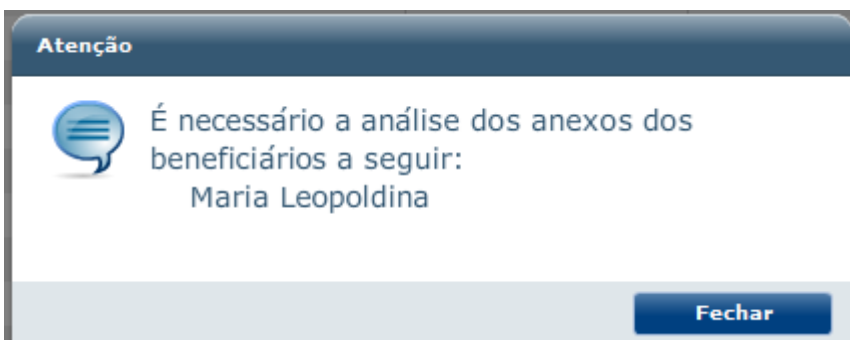 Atenção
É necessário a análise dos anexos dos
beneficiários a seguir:
Maria Leopoldina
Fechar